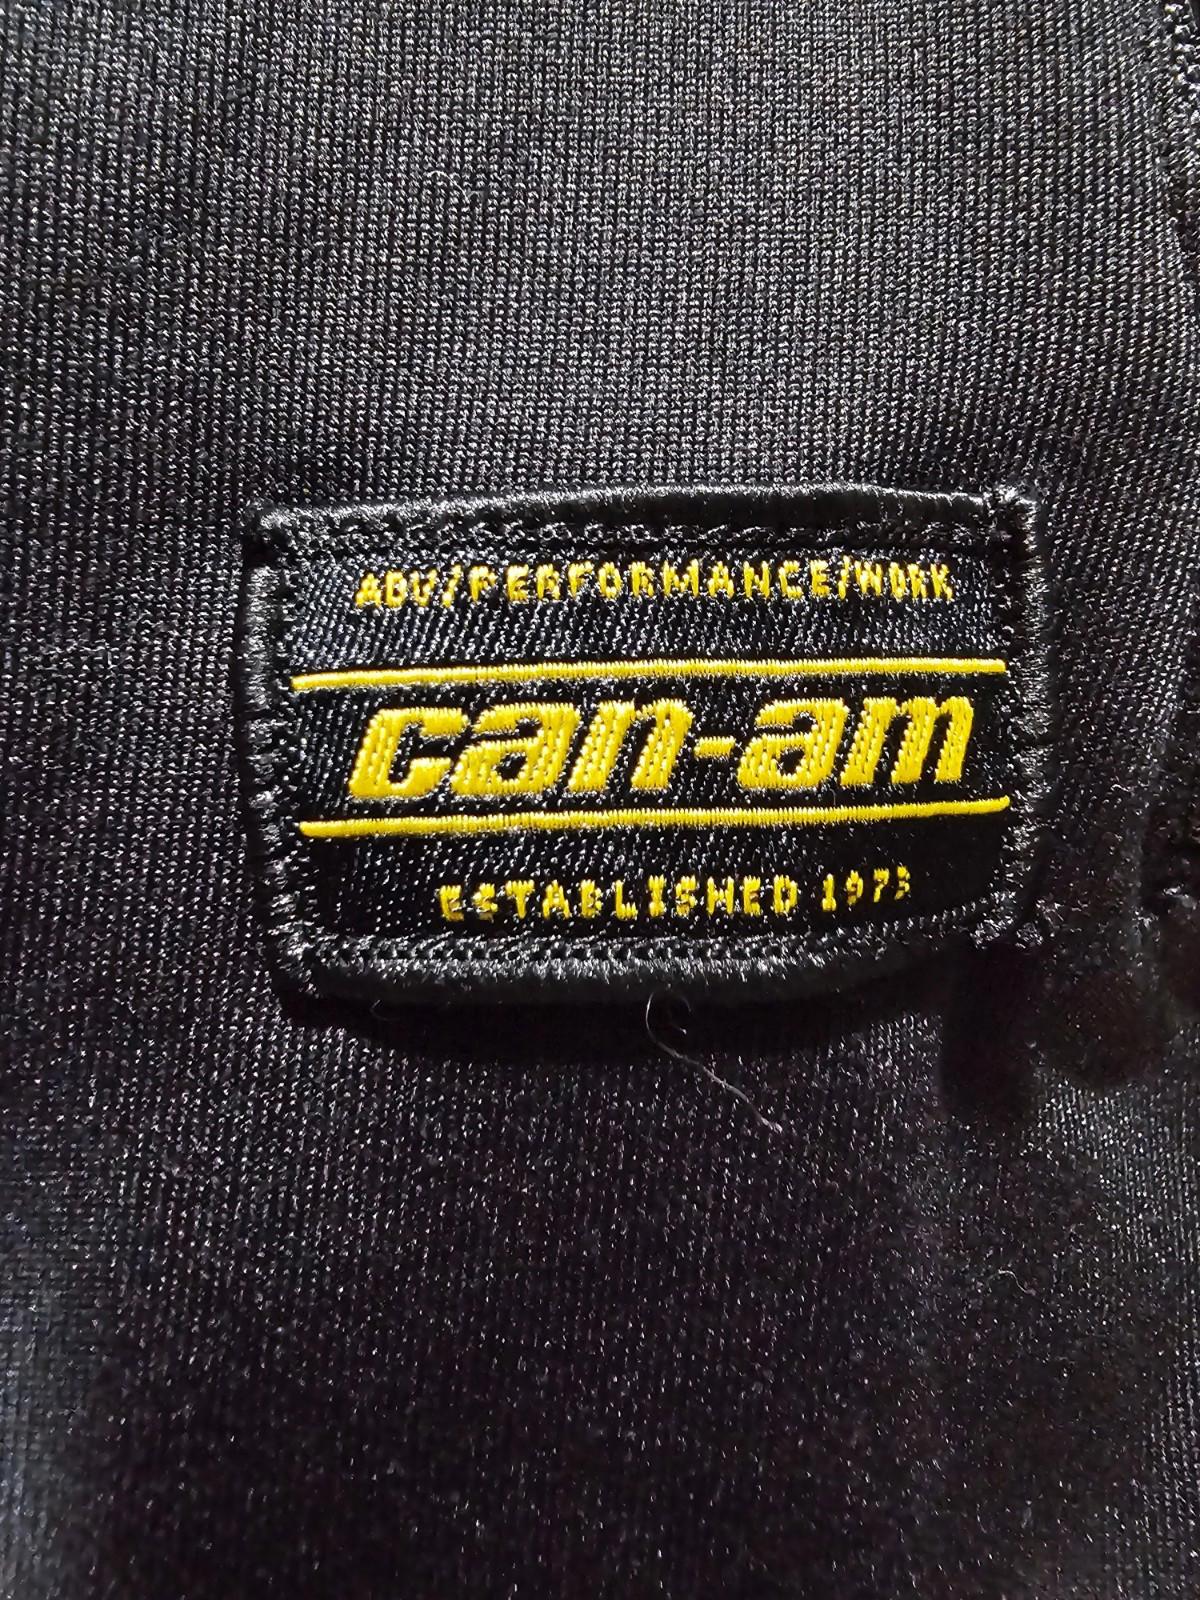 ADV/PERFORMANCE/WORK
can-am
ESTABLISHED 1973